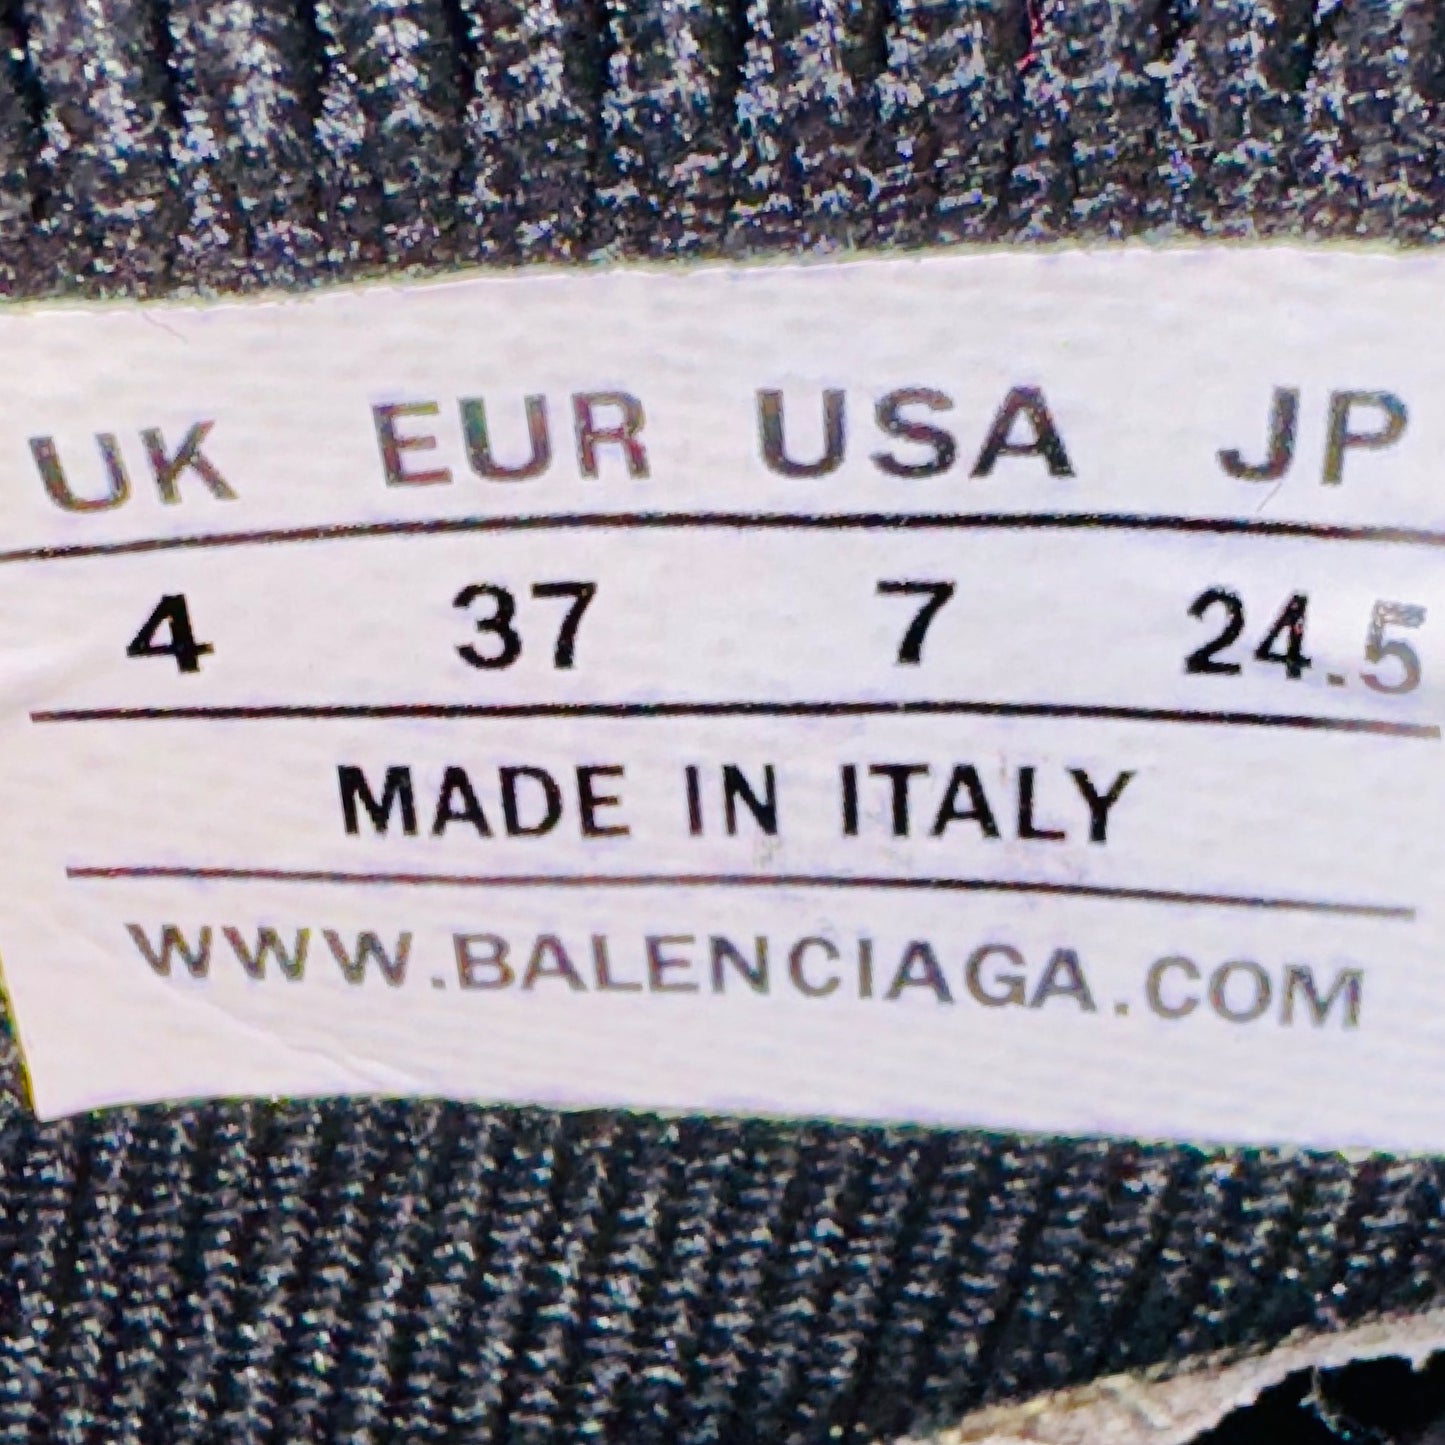 UK EUR USA JP
4 37 7 24.5
MADE IN ITALY
WWW.BALENCIAGA.COM